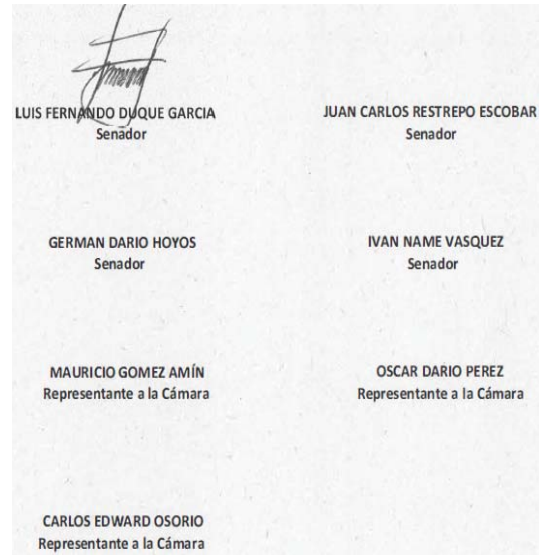 LUIS FERNANDO DUQUE GARCIA
Senador
JUAN CARLOS RESTREPO ESCOBAR
Senador
GERMAN DARIO HOYOS
Senador
IVAN NAME VASQUEZ
Senador
MAURICIO GOMEZ AMÍN
Representante a la Cámara
OSCAR DARIO PEREZ
Representante a la Cámara
CARLOS EDWARD OSORIO
Representante a la Cámara